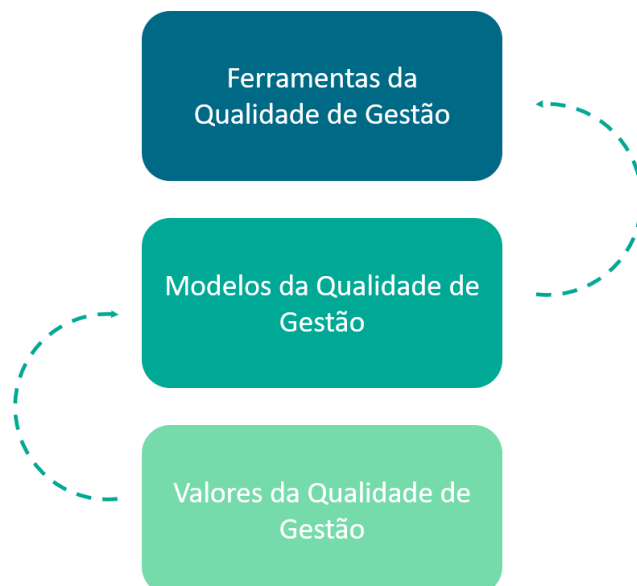 Ferramentas da
Qualidade de Gestão
Modelos da Qualidade de
Gestão
Valores da Qualidade de
Gestão